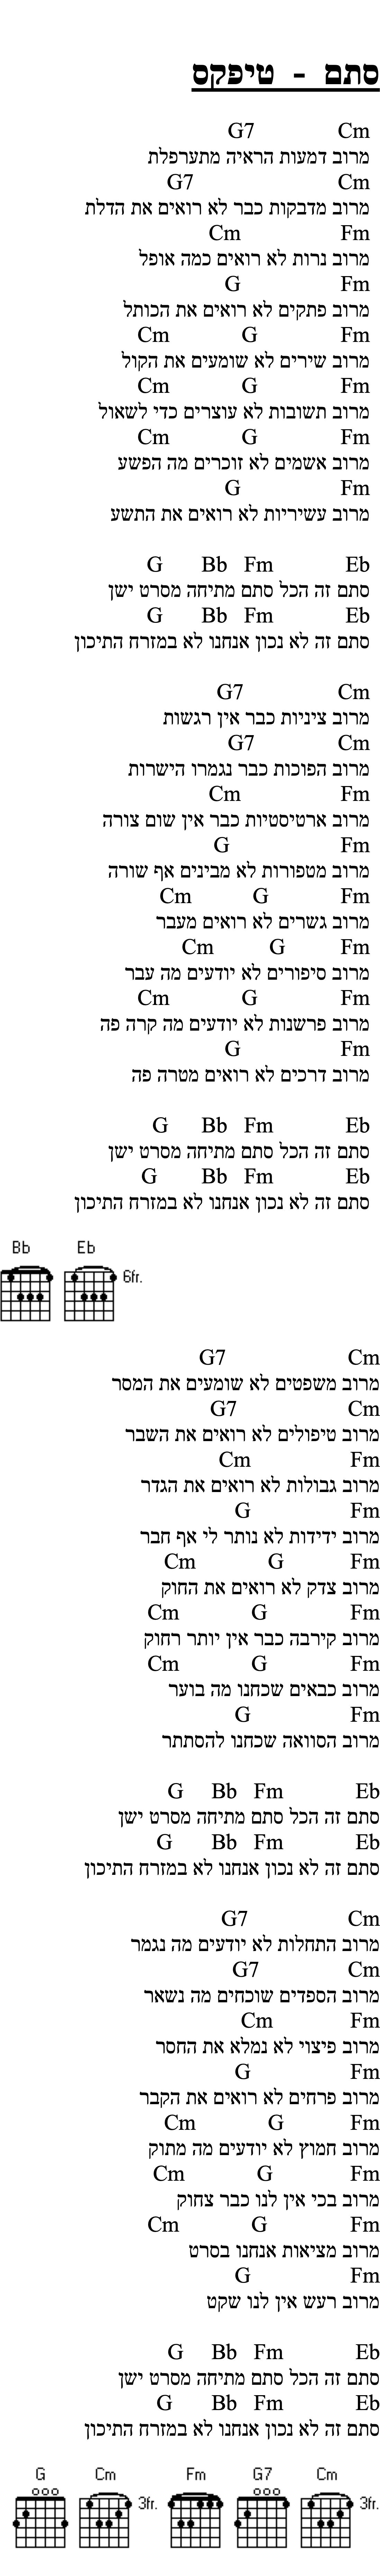 סתם - טיפקס
G7 Cm
מרוב דמעות הראיה מתערפלת
G7 Cm
מרוב מדבקות כבר לא רואים את הדלת
Cm Fm
מרוב נרות לא רואים כמה אופל
G Fm
מרוב פתקים לא רואים את הכותל
Cm G Fm
מרוב שירים לא שומעים את הקול
Cm G Fm
מרוב תשובות לא עוצרים כדי לשאול
Cm G Fm
מרוב אשמים לא זוכרים מה הפשע
G Fm
מרוב עשיריות לא רואים את התשע
G Bb Fm Eb
סתם זה הכל סתם מתיחה מסרט ישן
G Bb Fm Eb
סתם זה לא נכון אנחנו לא במזרח התיכון
G7 Cm
מרוב ציניות כבר אין רגשות
G7 Cm
מרוב הפוכות כבר נגמרו הישרות
Cm Fm
מרוב ארטיסטיות כבר אין שום צורה
G Fm
מרוב מטפורות לא מבינים אף שורה
Cm G Fm
מרוב גשרים לא רואים מעבר
Cm G Fm
מרוב סיפורים לא יודעים מה עבר
Cm G Fm
מרוב פרשנות לא יודעים מה קרה פה
G Fm
מרוב דרכים לא רואים מטרה פה
G Bb Fm Eb
סתם זה הכל סתם מתיחה מסרט ישן
G Bb Fm Eb
סתם זה לא נכון אנחנו לא במזרח התיכון
Bb Eb
6fr.
G7 Cm
מרוב משפטים לא שומעים את המסר
G7 Cm
מרוב טיפולים לא רואים את השבר
Cm Fm
מרוב גבולות לא רואים את הגדר
G Fm
מרוב ידידות לא נותר לי אף חבר
Cm G Fm
מרוב צדק לא רואים את החוק
Cm G Fm
מרוב קירבה כבר אין יותר רחוק
Cm G Fm
מרוב כבאים שכחנו מה בוער
G Fm
מרוב הסוואה שכחנו להסתתר
G Bb Fm Eb
סתם זה הכל סתם מתיחה מסרט ישן
G Bb Fm Eb
סתם זה לא נכון אנחנו לא במזרח התיכון
G7 Cm
מרוב התחלות לא יודעים מה נגמר
G7 Cm
מרוב הספדים שוכחים מה נשאר
Cm Fm
מרוב פיצוי לא נמלא את החסר
G Fm
מרוב פרחים לא רואים את הקבר
Cm G Fm
מרוב חמוץ לא יודעים מה מתוק
Cm G Fm
מרוב בכי אין לנו כבר צחוק
Cm G Fm
מרוב מציאות אנחנו בסרט
G Fm
מרוב רעש אין לנו שקט
G Bb Fm Eb
סתם זה הכל סתם מתיחה מסרט ישן
G Bb Fm Eb
סתם זה לא נכון אנחנו לא במזרח התיכון
G Cm Fm G7 Cm
3fr. 3fr.